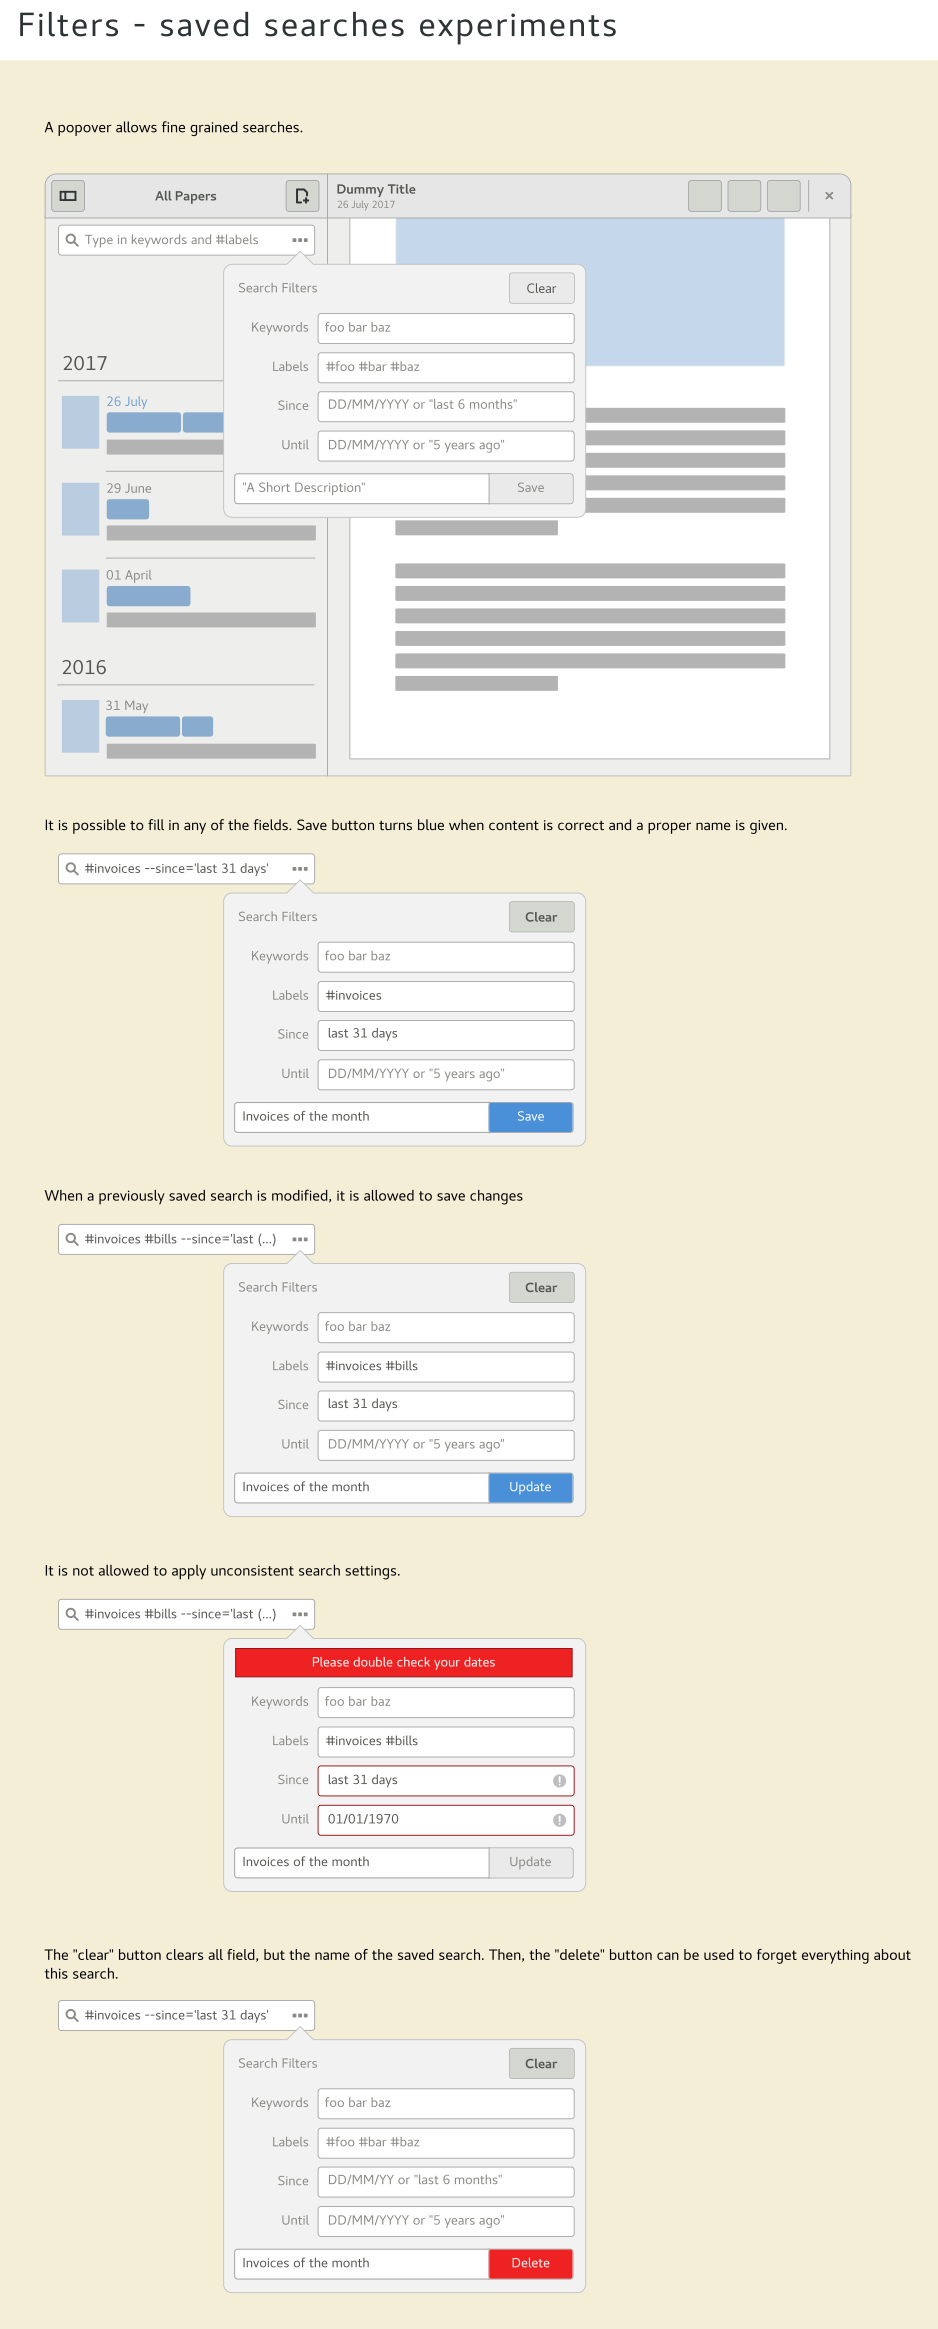 Filters - saved searches experiments
A popover allows fine grained searches.
All Papers
Dummy Title
26 July 2017
×
Type in keywords and #labels
Search Filters
Clear
Keywords
foo bar baz
Labels
#foo #bar #baz
Since
DD/MM/YYYY or "last 6 months"
Until
DD/MM/YYYY or "5 years ago"
"A Short Description"
Save
2017
26 July
29 June
01 April
2016
31 May
It is possible to fill in any of the fields. Save button turns blue when content is correct and a proper name is given.
#invoices --since='last 31 days'
Search Filters
Clear
Keywords
foo bar baz
Labels
#invoices
Since
last 31 days
Until
DD/MM/YYYY or "5 years ago"
Invoices of the month
Save
When a previously saved search is modified, it is allowed to save changes
#invoices #bills --since='last (...)
Search Filters
Clear
Keywords
foo bar baz
Labels
#invoices #bills
Since
last 31 days
Until
DD/MM/YYYY or "5 years ago"
Invoices of the month
Update
It is not allowed to apply unconsistent search settings.
#invoices #bills --since='last (...)
Please double check your dates
Keywords
foo bar baz
Labels
#invoices #bills
Since
last 31 days
Until
01/01/1970
Invoices of the month
Update
The "clear" button clears all field, but the name of the saved search. Then, the "delete" button can be used to forget everything about
this search.
#invoices --since='last 31 days'
Search Filters
Clear
Keywords
foo bar baz
Labels
#foo #bar #baz
Since
DD/MM/YY or "last 6 months"
Until
DD/MM/YYYY or "5 years ago"
Invoices of the month
Delete